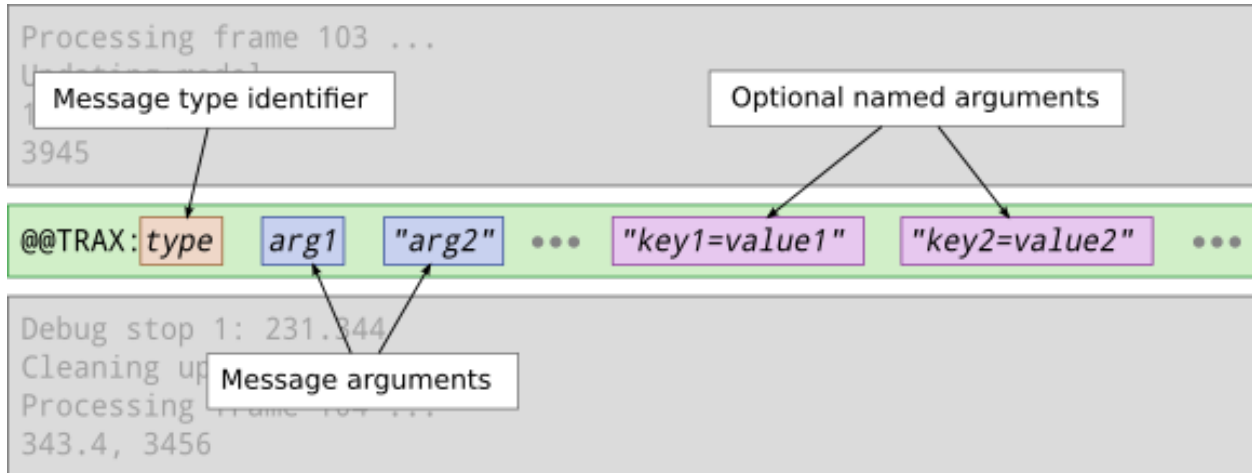 Processing frame 103 ...
Message type identifier
Optional named arguments
3945
@@TRAX: type arg1 "arg2" ••• "key1=value1" "key2=value2" •••
Debug stop 1: 231.344
Cleaning up
Message arguments
Processing
343.4, 3456